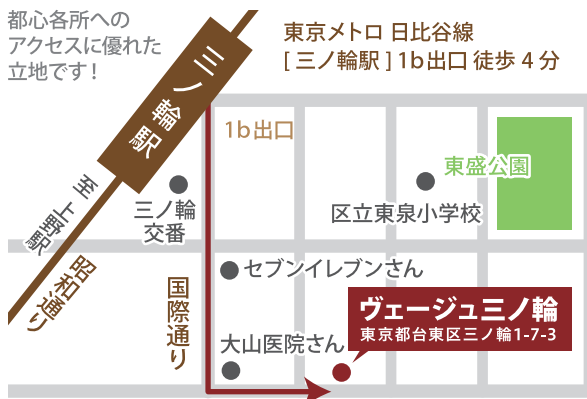 都心各所への
アクセスに優れた
立地です！
東京メトロ 日比谷線
[ 三ノ輪駅 ] 1b出口 徒歩 4 分
三ノ輪駅
1b出口
東盛公園
至 上野駅
三ノ輪
交番
区立東泉小学校
昭和通り
国際通り
セブンイレブンさん
ヴェージュ三ノ輪
東京都台東区三ノ輪1-7-3
大山医院さん